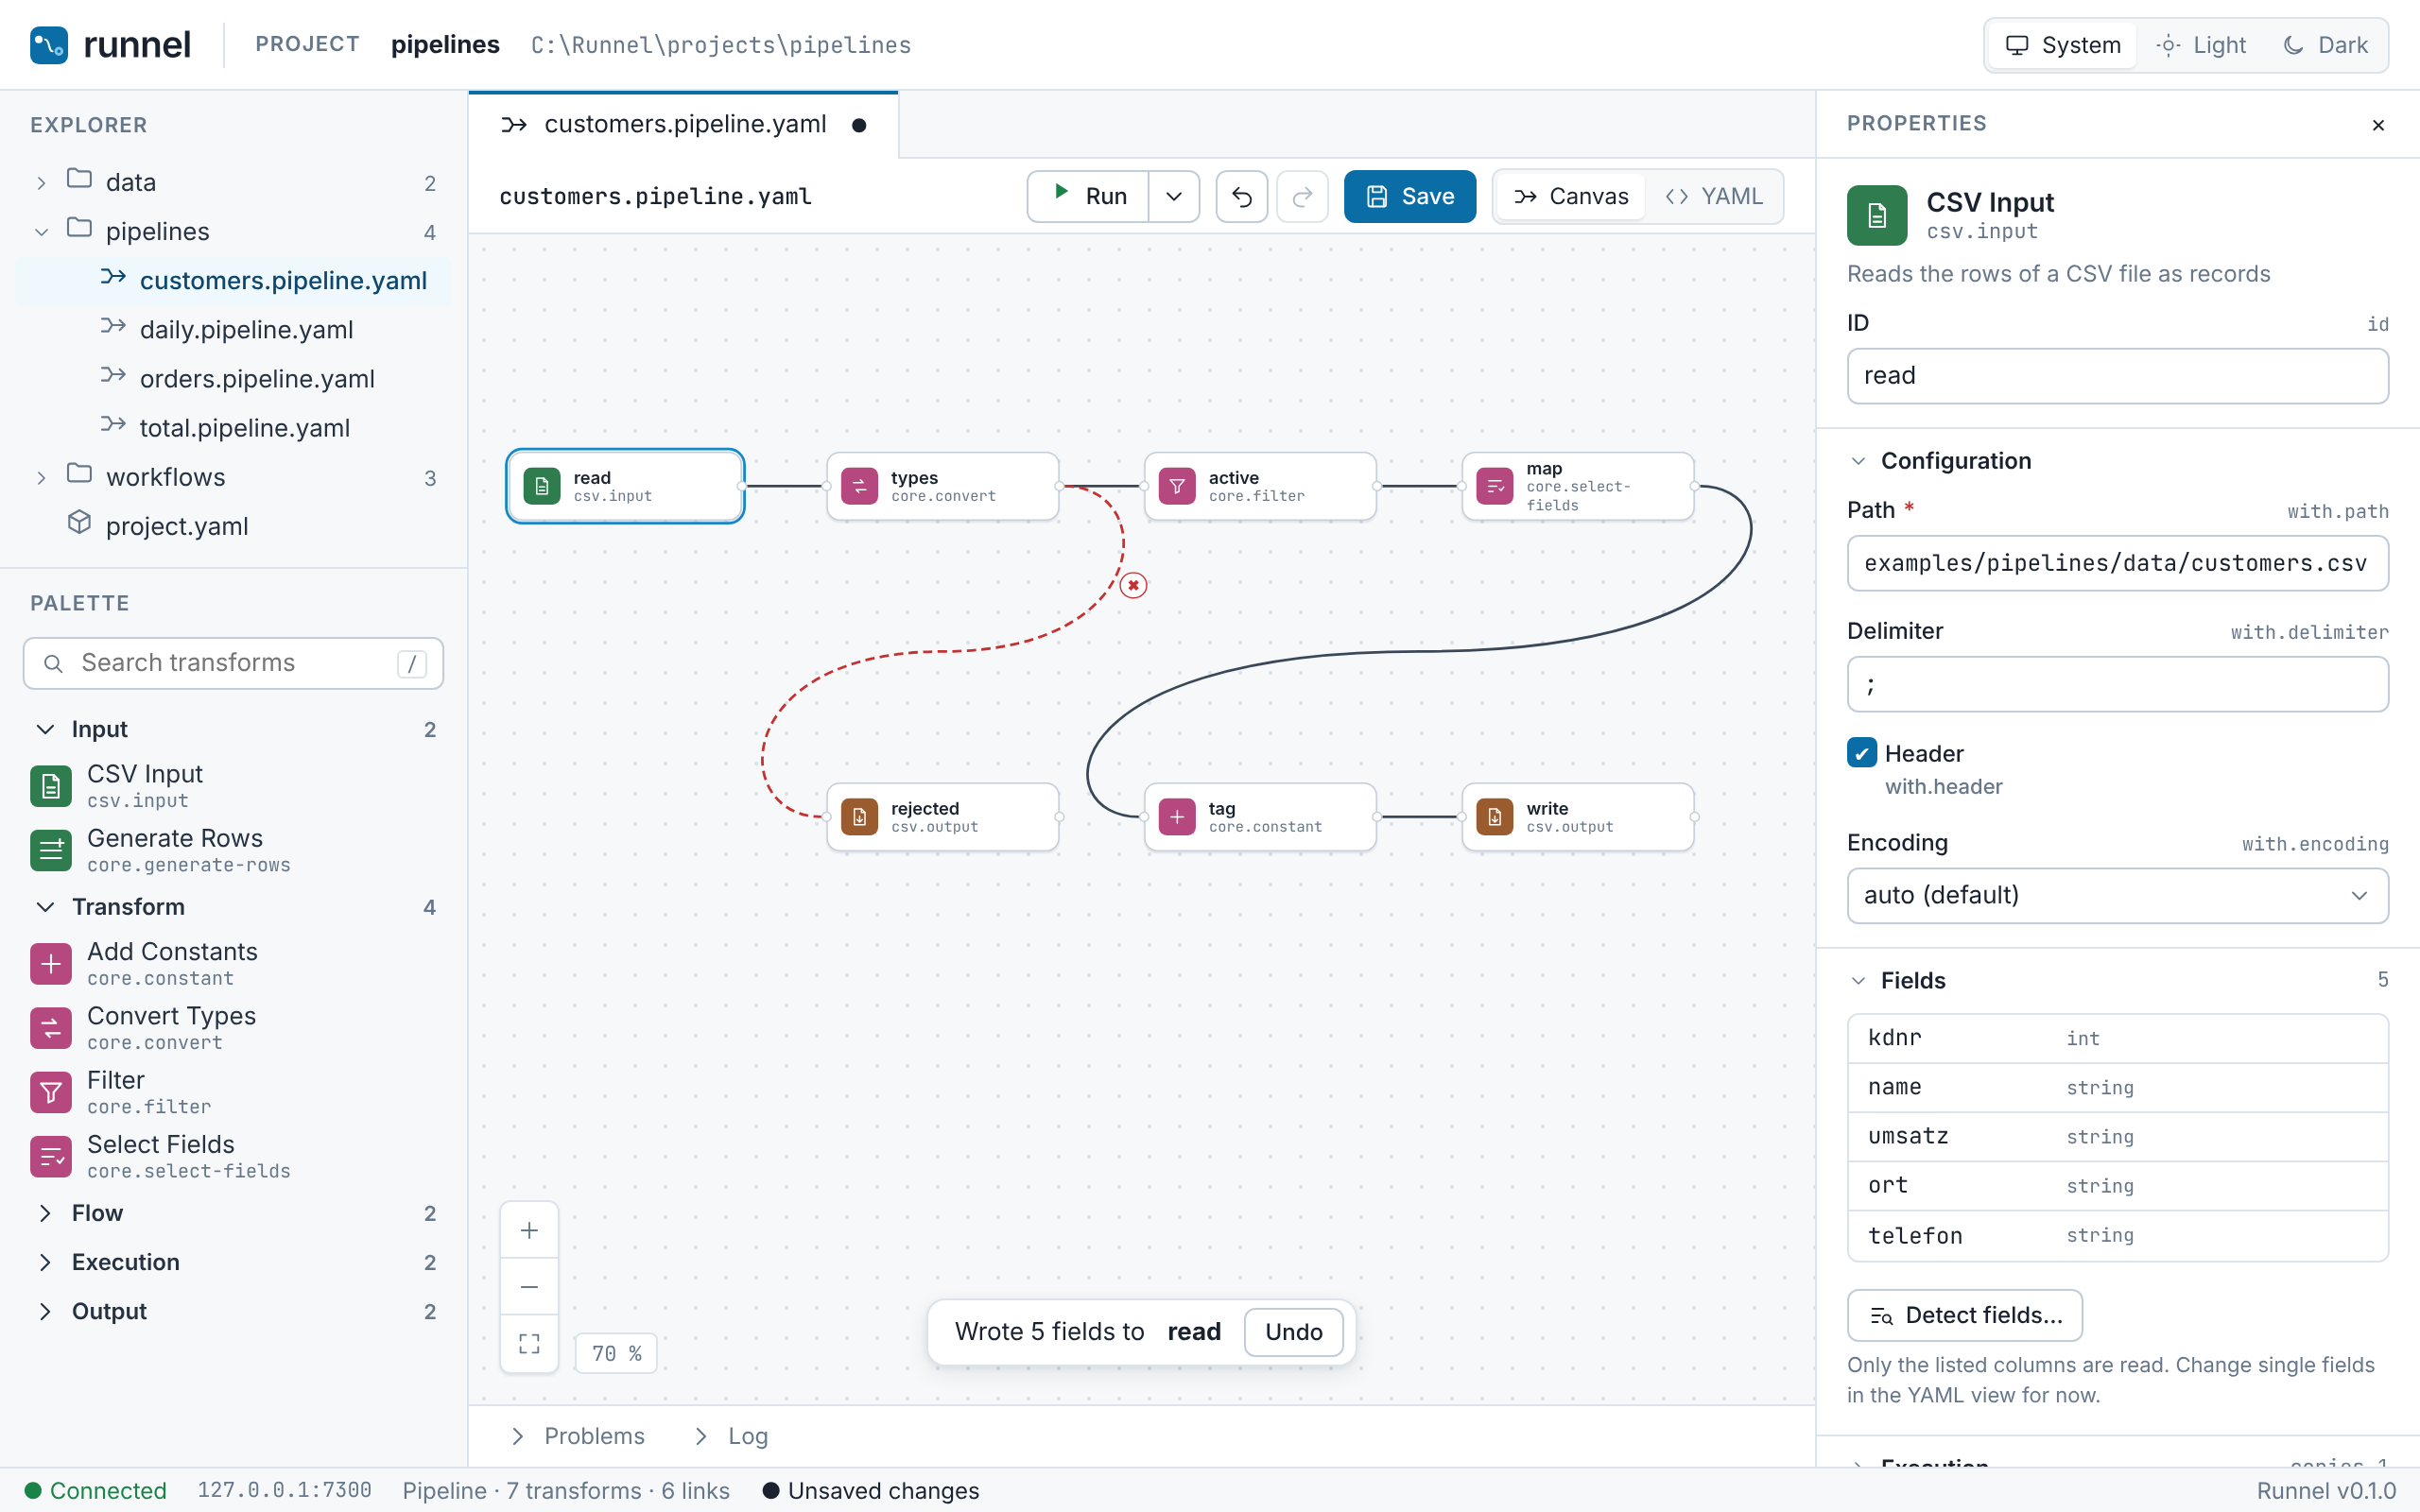 runnel PROJECT pipelines C:\Runnel\projects\pipelines System Light Dark
EXPLORER
data 2
pipelines 4
customers.pipeline.yaml
daily.pipeline.yaml
orders.pipeline.yaml
total.pipeline.yaml
workflows 3
project.yaml
PALETTE
Search transforms /
Input 2
CSV Input
csv.input
Generate Rows
core.generate-rows
Transform 4
Add Constants
core.constant
Convert Types
core.convert
Filter
core.filter
Select Fields
core.select-fields
Flow 2
Execution 2
Output 2
customers.pipeline.yaml
customers.pipeline.yaml Run Save Canvas YAML
read
csv.input
types
core.convert
active
core.filter
map
core.select-
fields
rejected
csv.output
tag
core.constant
write
csv.output
70 %
Wrote 5 fields to read Undo
Problems Log
PROPERTIES
CSV Input
csv.input
Reads the rows of a CSV file as records
ID id
read
Configuration
Path * with.path
examples/pipelines/data/customers.csv
Delimiter with.delimiter
;
Header
with.header
Encoding with.encoding
auto (default)
Fields 5
kdnr int
name string
umsatz string
ort string
telefon string
Detect fields...
Only the listed columns are read. Change single fields
in the YAML view for now.
Execution copies 1
Connected 127.0.0.1:7300 Pipeline · 7 transforms · 6 links Unsaved changes Runnel v0.1.0